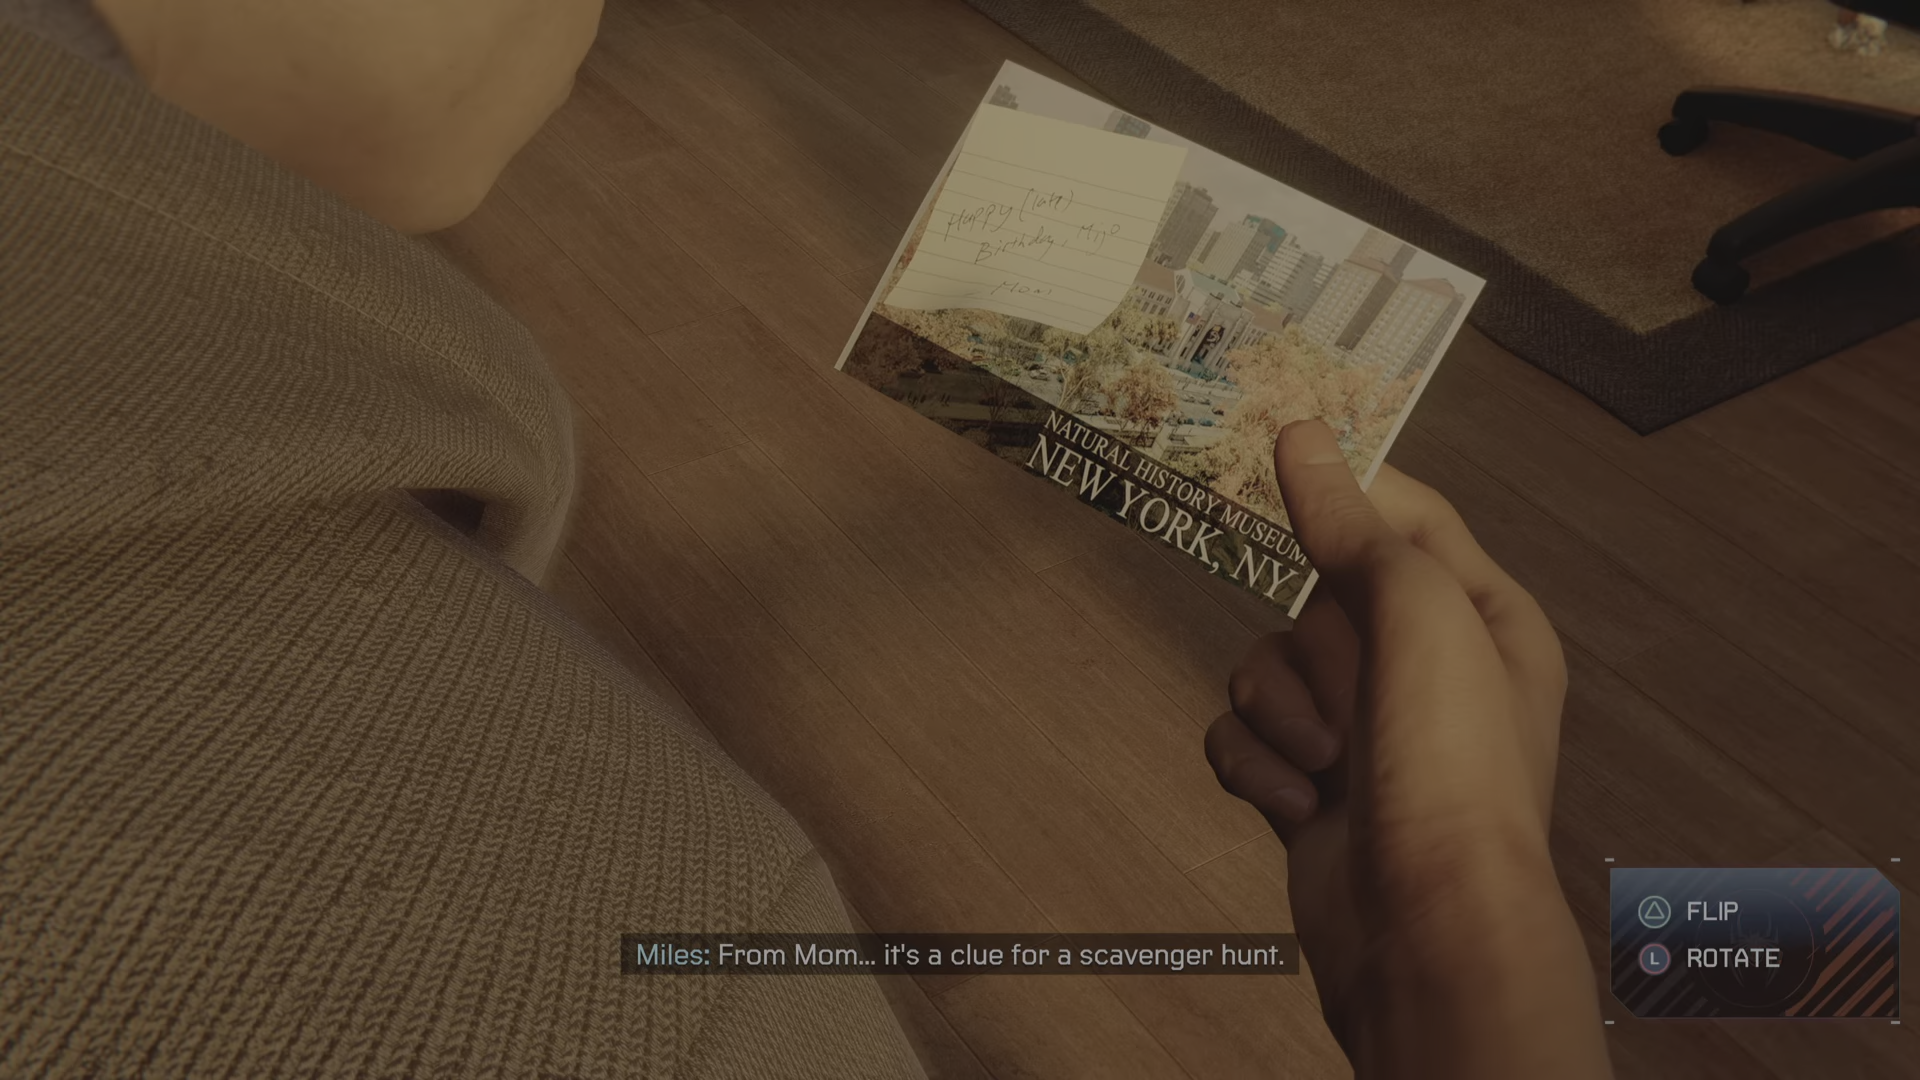 Happy (late)
Birthday, Mijo
Mom
NATURAL HISTORY MUSEUM
NEW YORK, NY
Miles: From Mom... it's a clue for a scavenger hunt.
FLIP
L ROTATE